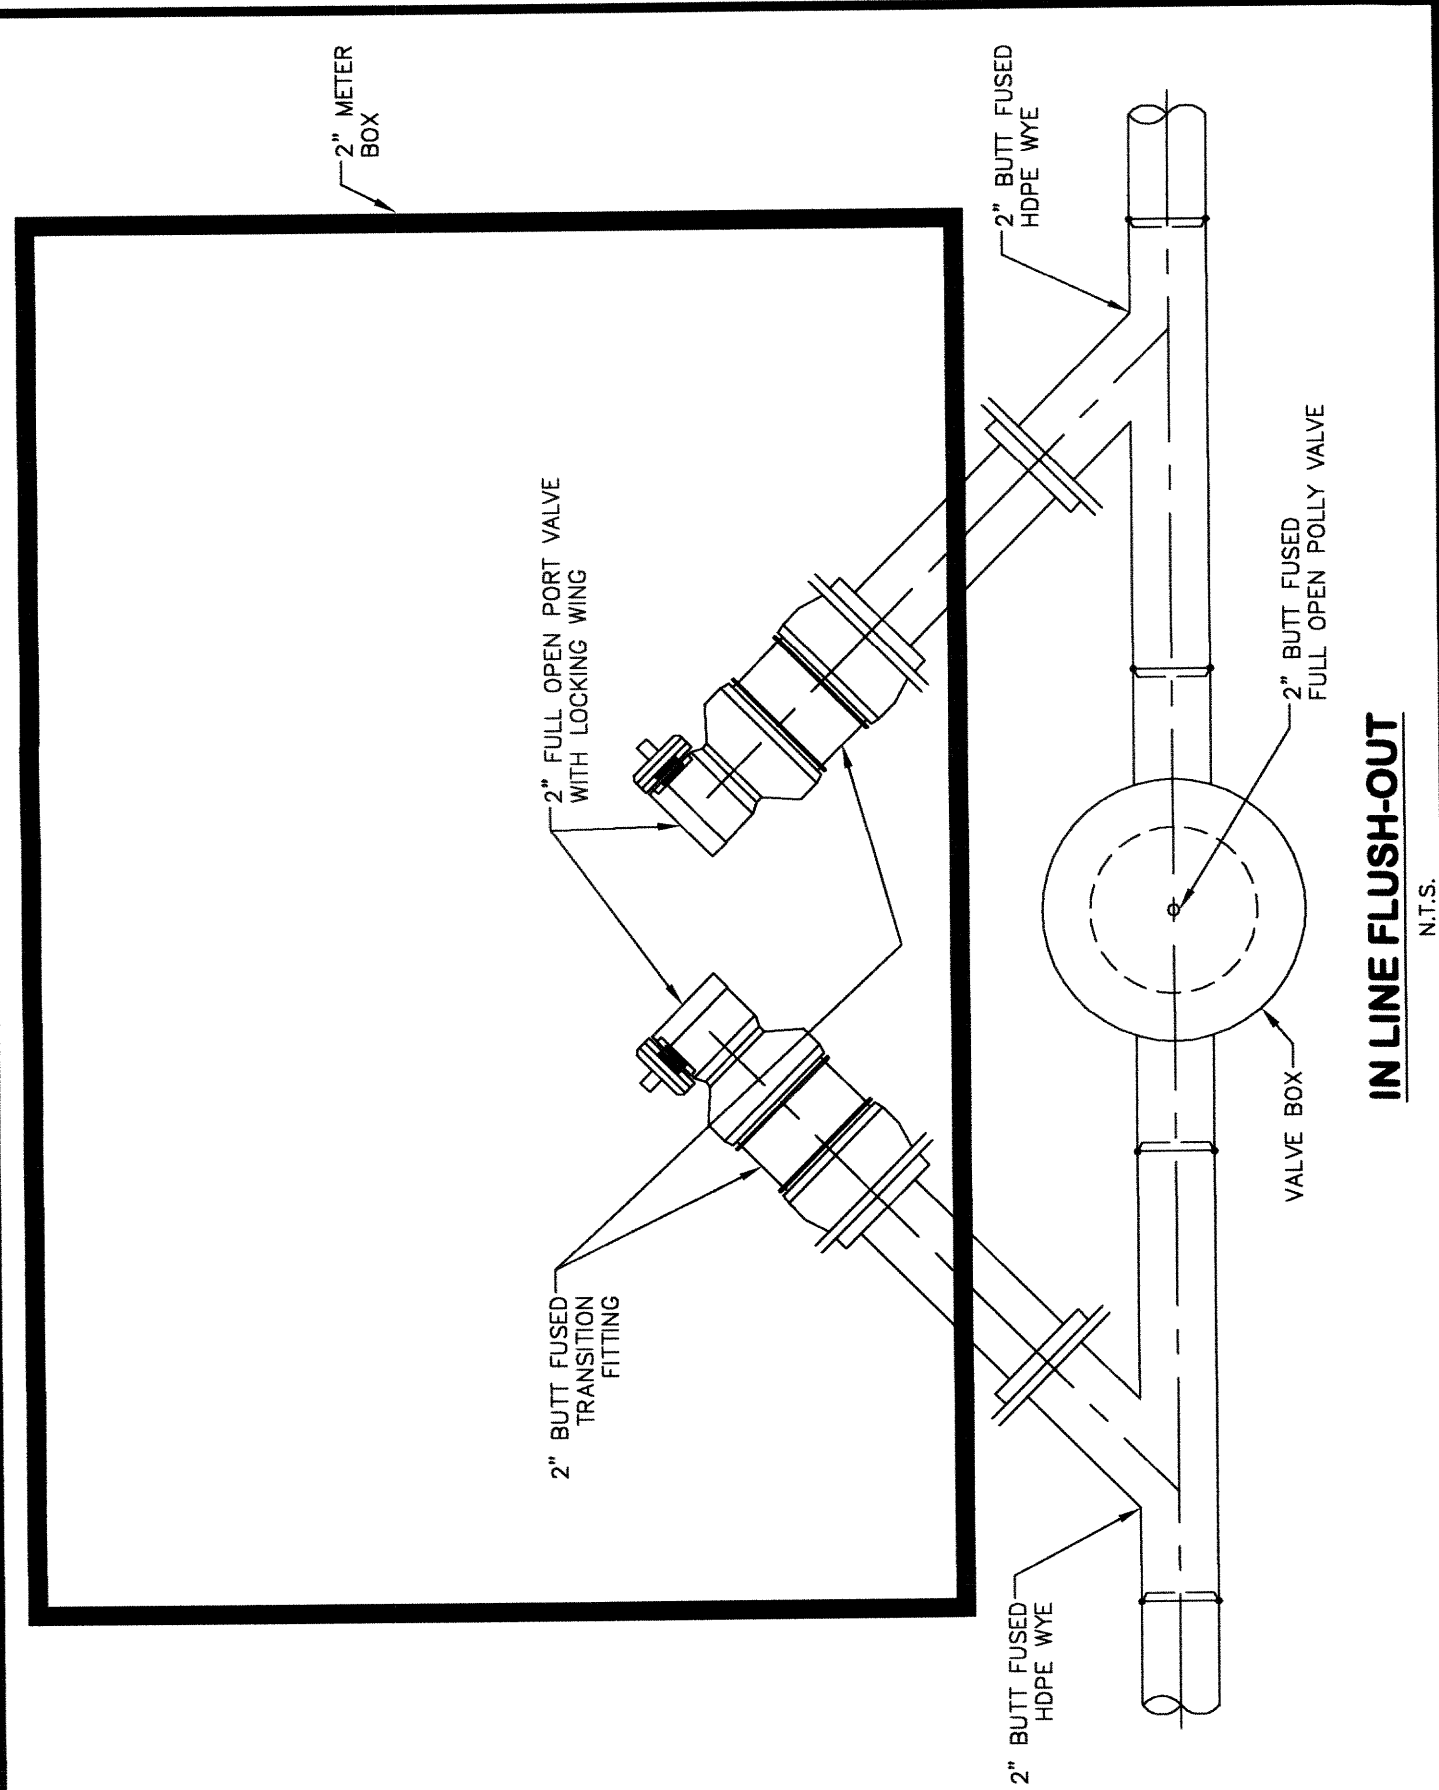 2" METER
BOX
2" FULL OPEN PORT VALVE
WITH LOCKING WING
2" BUTT FUSED
TRANSITION
FITTING
2" BUTT FUSED
HDPE WYE
2" BUTT FUSED
HDPE WYE
VALVE BOX
2" BUTT FUSED
FULL OPEN POLLY VALVE
IN LINE FLUSH-OUT
N.T.S.